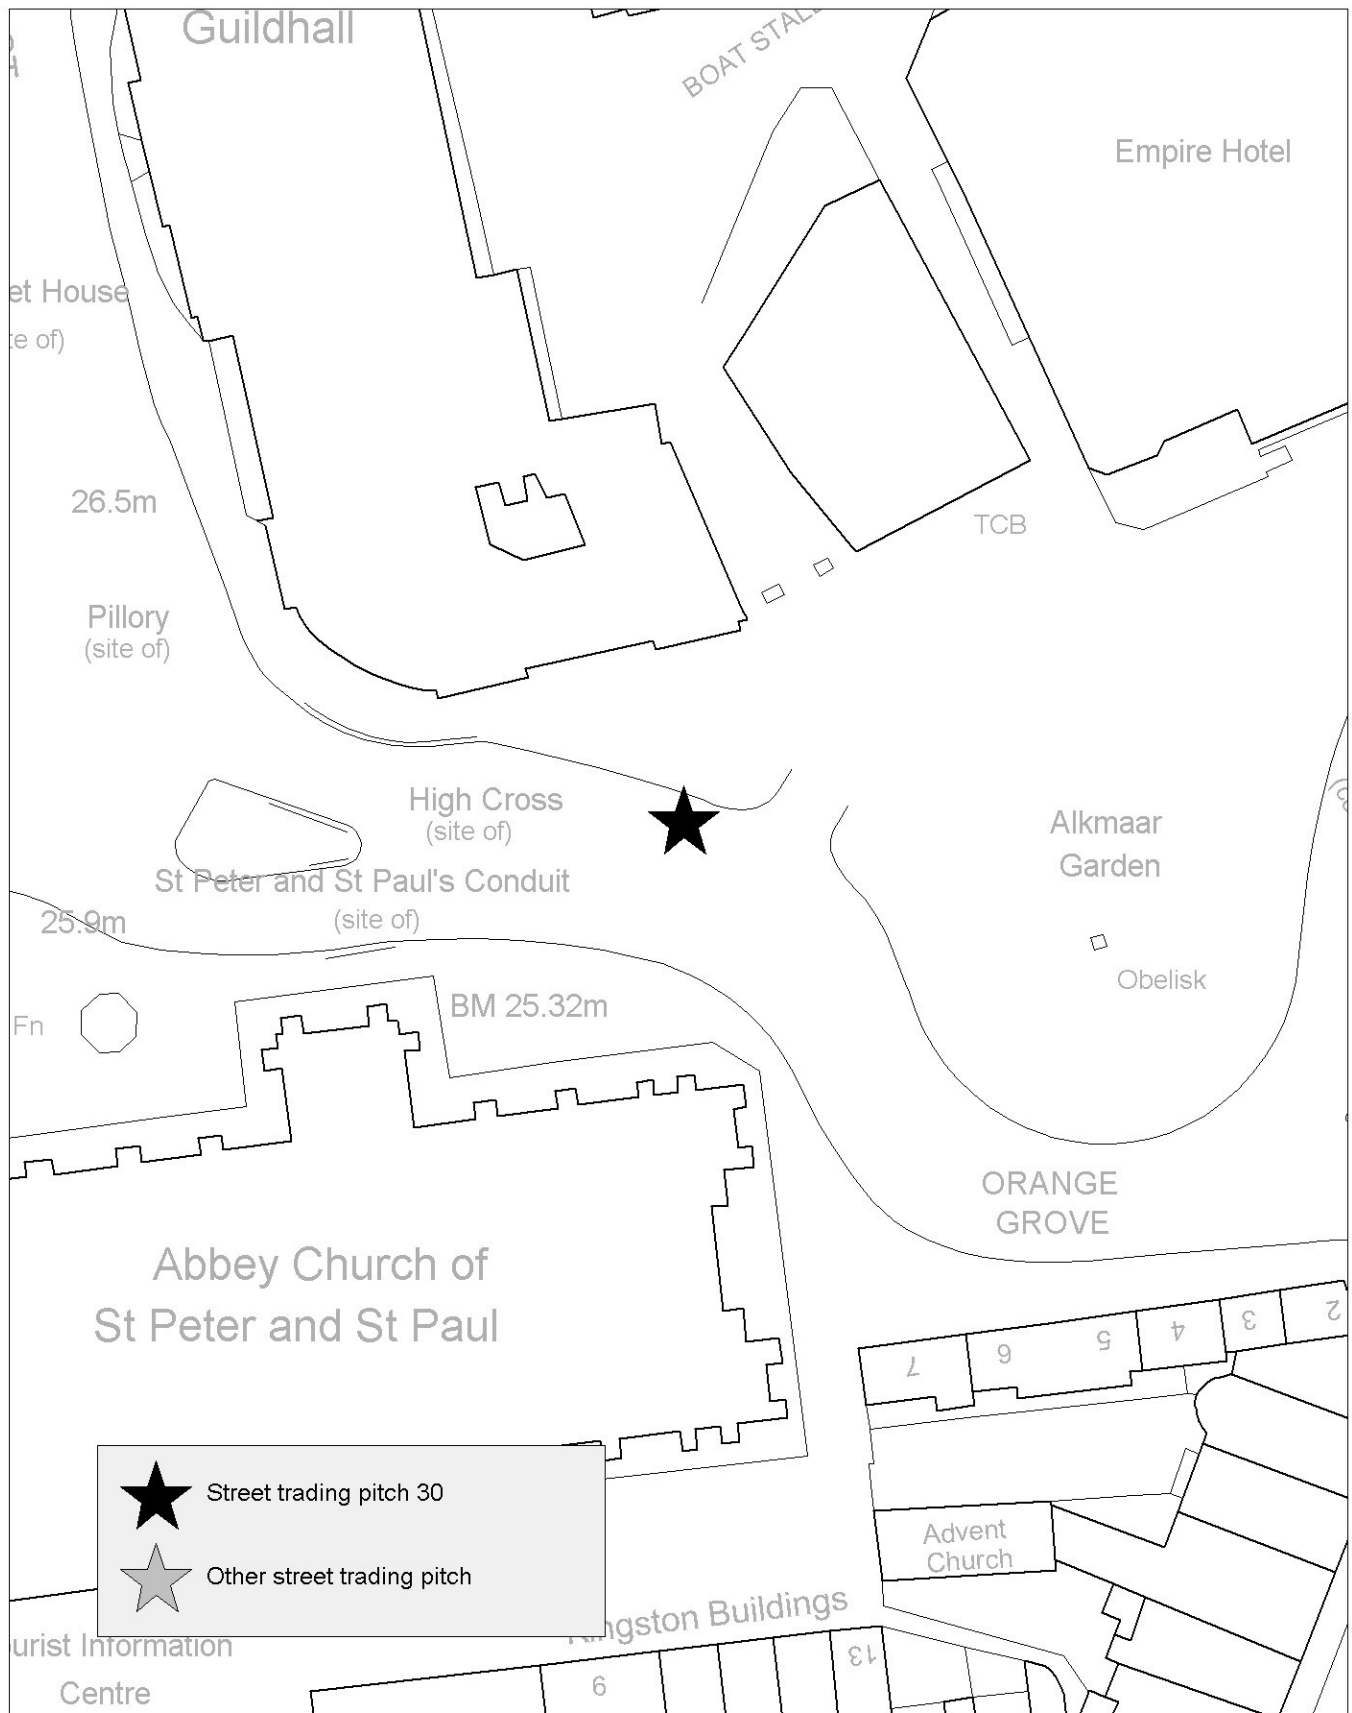 Guildhall
BOAT STALL
Empire Hotel
et House
te of)
26.5m
TCB
Pillory
(site of)
High Cross
(site of)
Alkmaar
Garden
St Peter and St Paul's Conduit
(site of)
25.9m
Obelisk
BM 25.32m
Fn
ORANGE
GROVE
Abbey Church of
St Peter and St Paul
7
6
5
4
3
2
Street trading pitch 30
Other street trading pitch
Advent
Church
ngston Buildings
urist Information
Centre
9
13